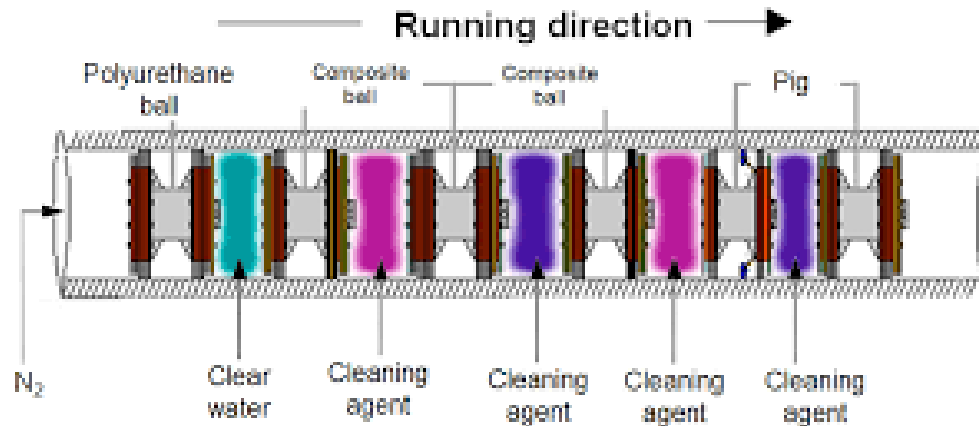 Running direction
Polyurethane
ball
Composite
ball
Composite
ball
Pig
N₂
Clear
water
Cleaning
agent
Cleaning
agent
Cleaning
agent
Cleaning
agent